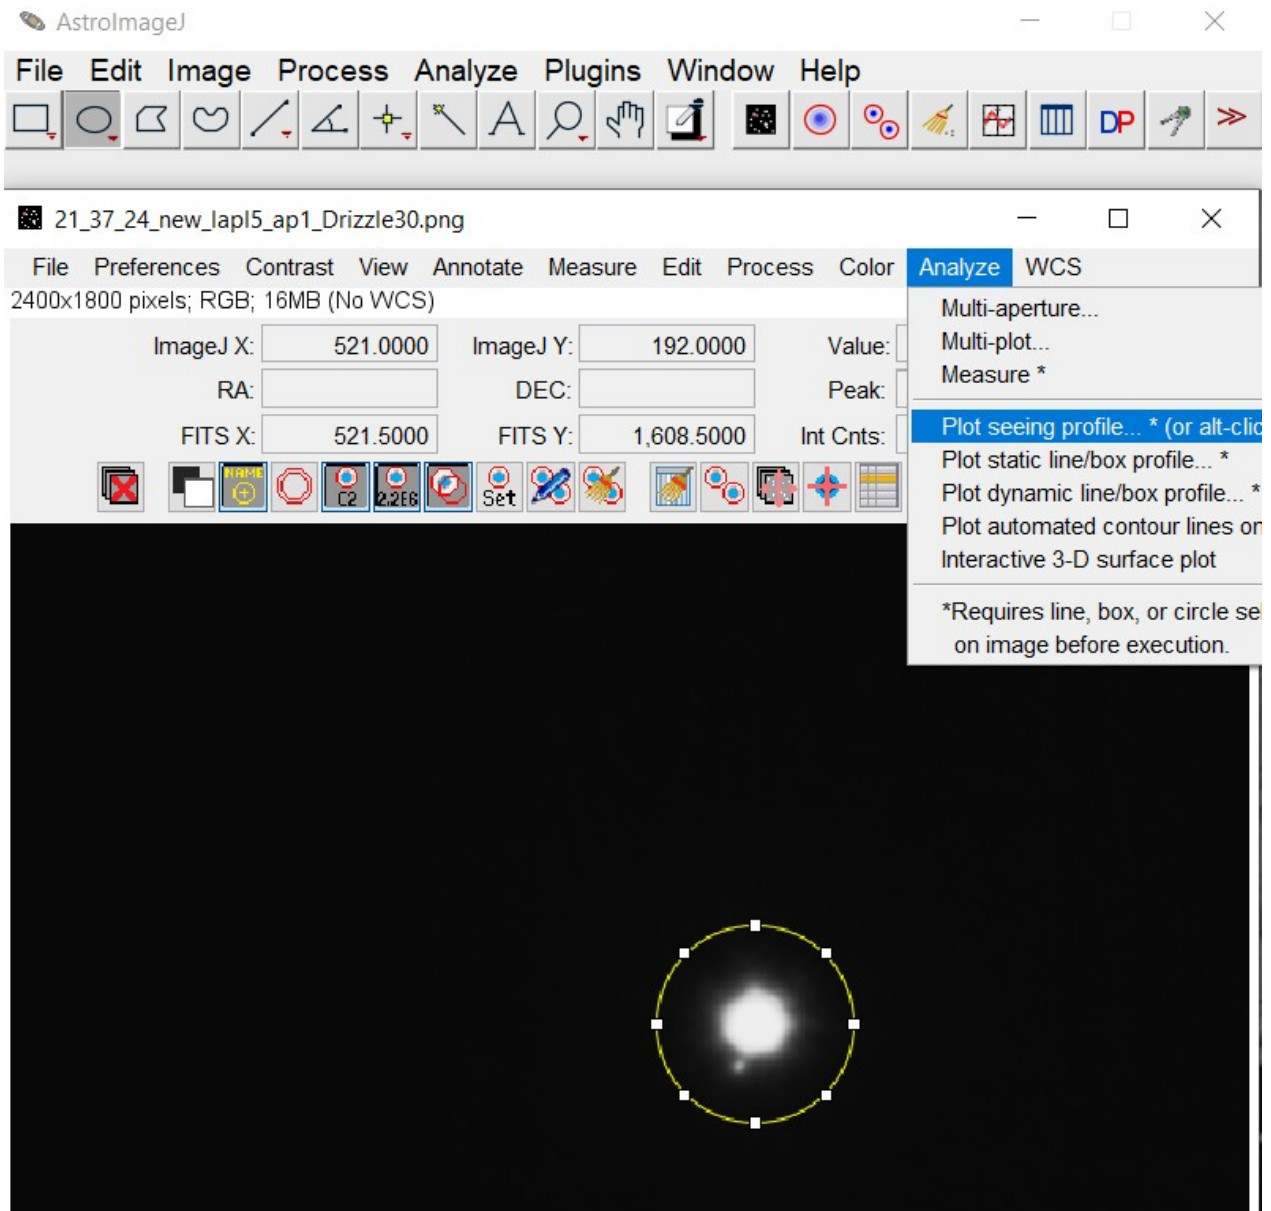 AstroImageJ
File Edit Image Process Analyze Plugins Window Help
A DP >>
21_37_24_new_lapl5_ap1_Drizzle30.png
File Preferences Contrast View Annotate Measure Edit Process Color Analyze WCS
2400x1800 pixels; RGB; 16MB (No WCS)
Multi-aperture...
ImageJ X: 521.0000 ImageJ Y: 192.0000 Value:
Multi-plot...
RA: DEC: Peak:
Measure *
FITS X: 521.5000 FITS Y: 1,608.5000 Int Cnts:
Plot seeing profile... * (or alt-clic
Plot static line/box profile... *
NAME C2 2.2E6 Set
Plot dynamic line/box profile... *
Plot automated contour lines on
Interactive 3-D surface plot
*Requires line, box, or circle sel
on image before execution.